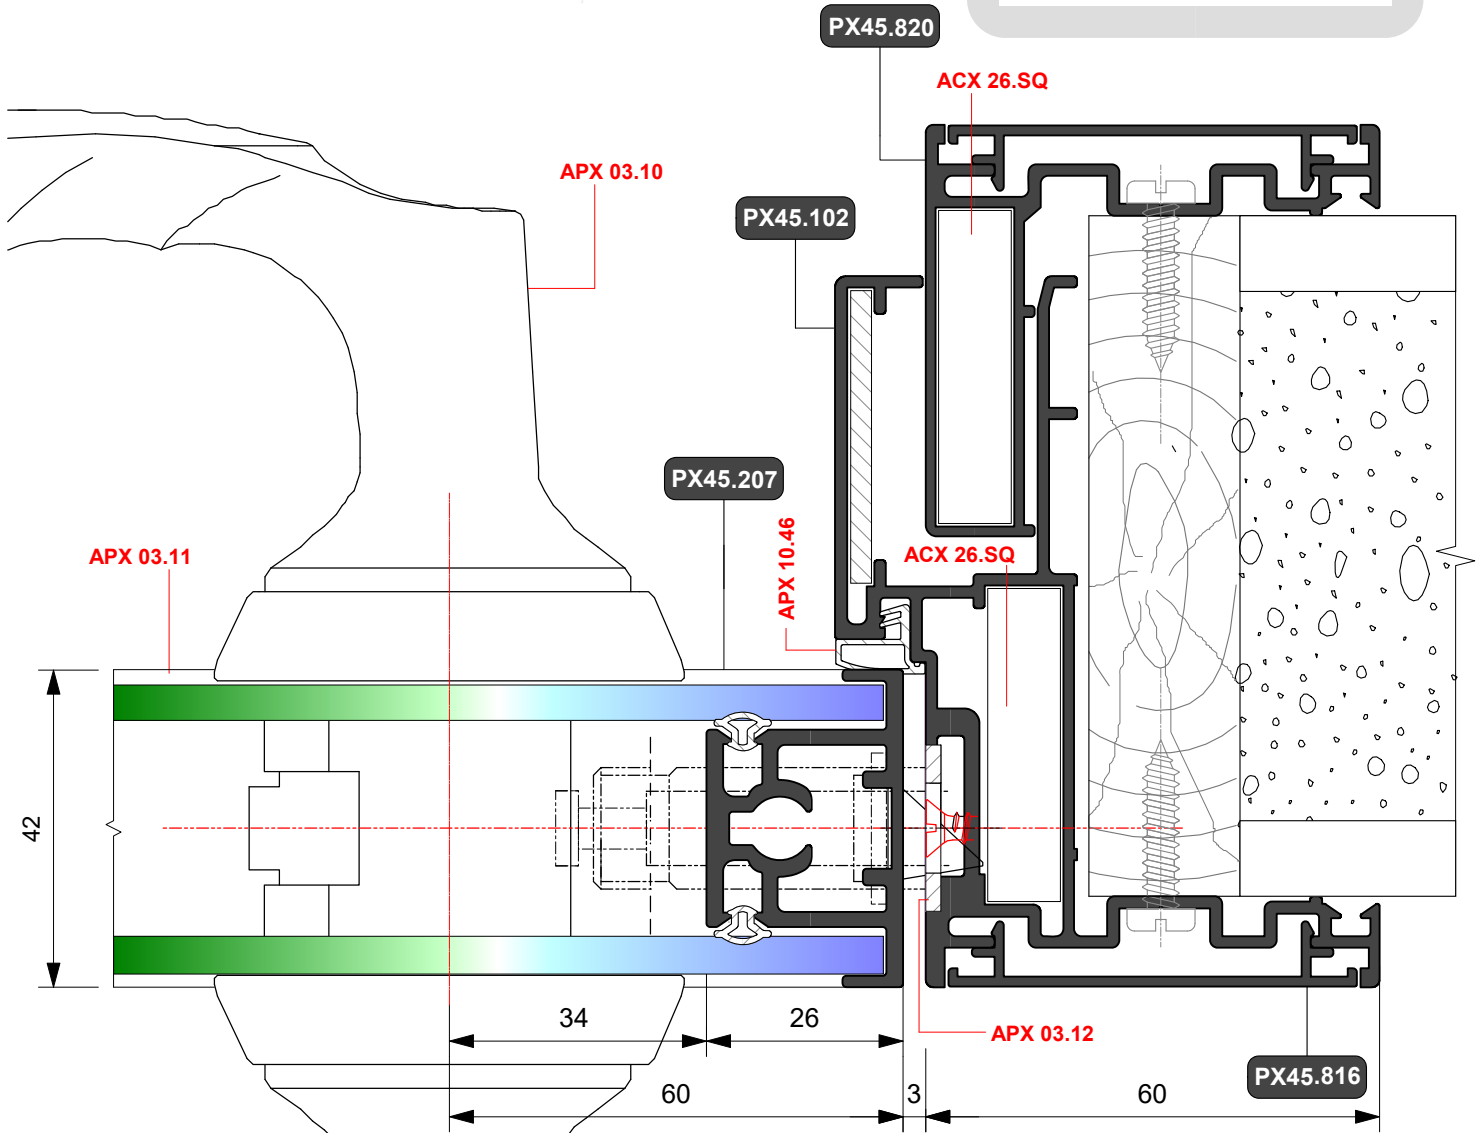 PX45.820
ACX 26.SQ
APX 03.10
PX45.102
PX45.207
APX 10.46
ACX 26.SQ
APX 03.11
42
34
26
APX 03.12
PX45.816
60
3
60